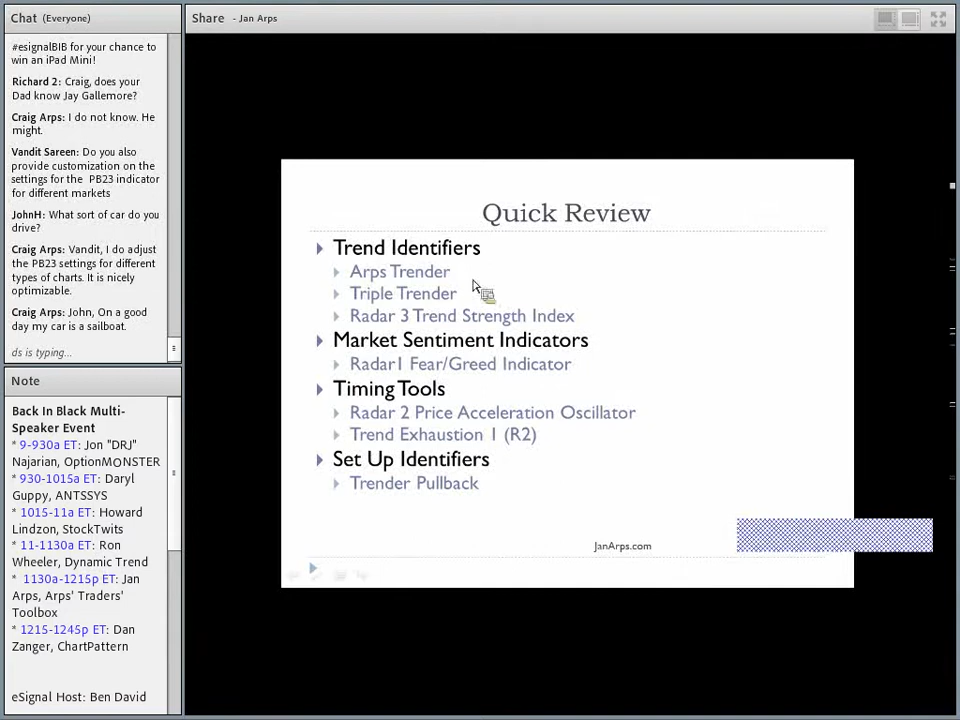 Chat (Everyone)
#esignalBIB for your chance to
win an iPad Mini!
Richard 2: Craig, does your
Dad know Jay Gallemore?
Craig Arps: I do not know. He
might.
Vandit Sareen: Do you also
provide customization on the
settings for the PB23 indicator
for different markets
JohnH: What sort of car do you
drive?
Craig Arps: Vandit, I do adjust
the PB23 settings for different
types of charts. It is nicely
optimizable.
Craig Arps: John, On a good
day my car is a sailboat.
ds is typing...
Note
Back In Black Multi-
Speaker Event
* 9-930a ET: Jon "DRJ"
Najarian, OptionMONSTER
* 930-1015a ET: Daryl
Guppy, ANTSSYS
* 1015-11a ET: Howard
Lindzon, StockTwits
* 11-1130a ET: Ron
Wheeler, Dynamic Trend
* 1130a-1215p ET: Jan
Arps, Arps' Traders'
Toolbox
* 1215-1245p ET: Dan
Zanger, ChartPattern
eSignal Host: Ben David
Share - Jan Arps
Quick Review
Trend Identifiers
Arps Trender
Triple Trender
Radar 3 Trend Strength Index
Market Sentiment Indicators
Radar1 Fear/Greed Indicator
Timing Tools
Radar 2 Price Acceleration Oscillator
Trend Exhaustion 1 (R2)
Set Up Identifiers
Trender Pullback
JanArps.com